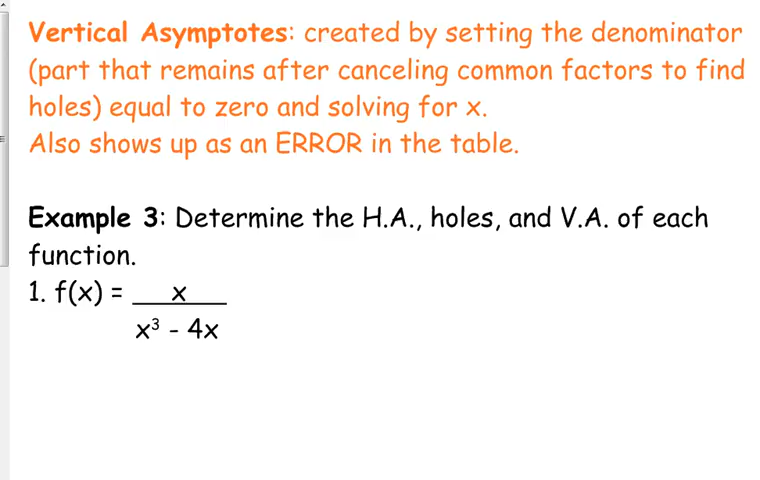 Vertical Asymptotes: created by setting the denominator
(part that remains after canceling common factors to find
holes) equal to zero and solving for x.
Also shows up as an ERROR in the table.
Example 3: Determine the H.A., holes, and V.A. of each
function.
1. f(x) = x
x³ - 4x